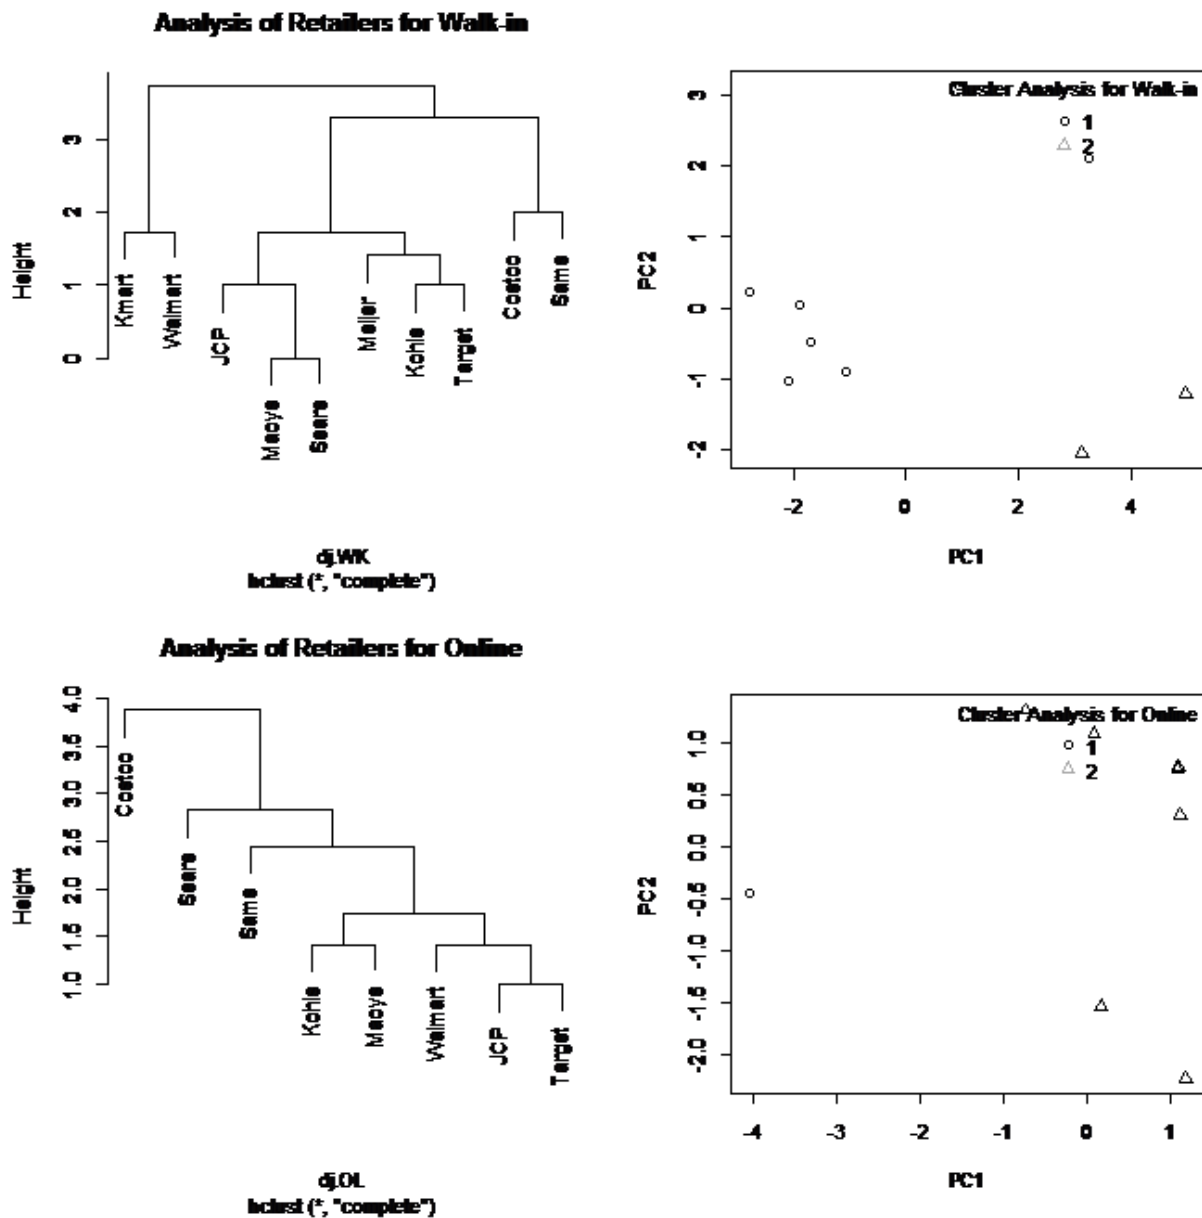 Analysis of Retailers for Walk-in
Height
0
1
2
3
Kmart
Walmart
JCP
Macys
Sears
Meijer
Kohls
Target
Costco
Sams
dj.WK
hclust (*, "complete")
Cluster Analysis for Walk-in
1
2
PC2
3
2
1
0
-1
-2
-2
0
2
4
PC1
Analysis of Retailers for Online
Height
4.0
3.5
3.0
2.5
2.0
1.5
1.0
Costco
Sears
Sams
Kohls
Macys
Walmart
JCP
Target
dj.OL
hclust (*, "complete")
Cluster Analysis for Online
1
2
PC2
1.0
0.5
0.0
-0.5
-1.0
-1.5
-2.0
-4
-3
-2
-1
0
1
PC1